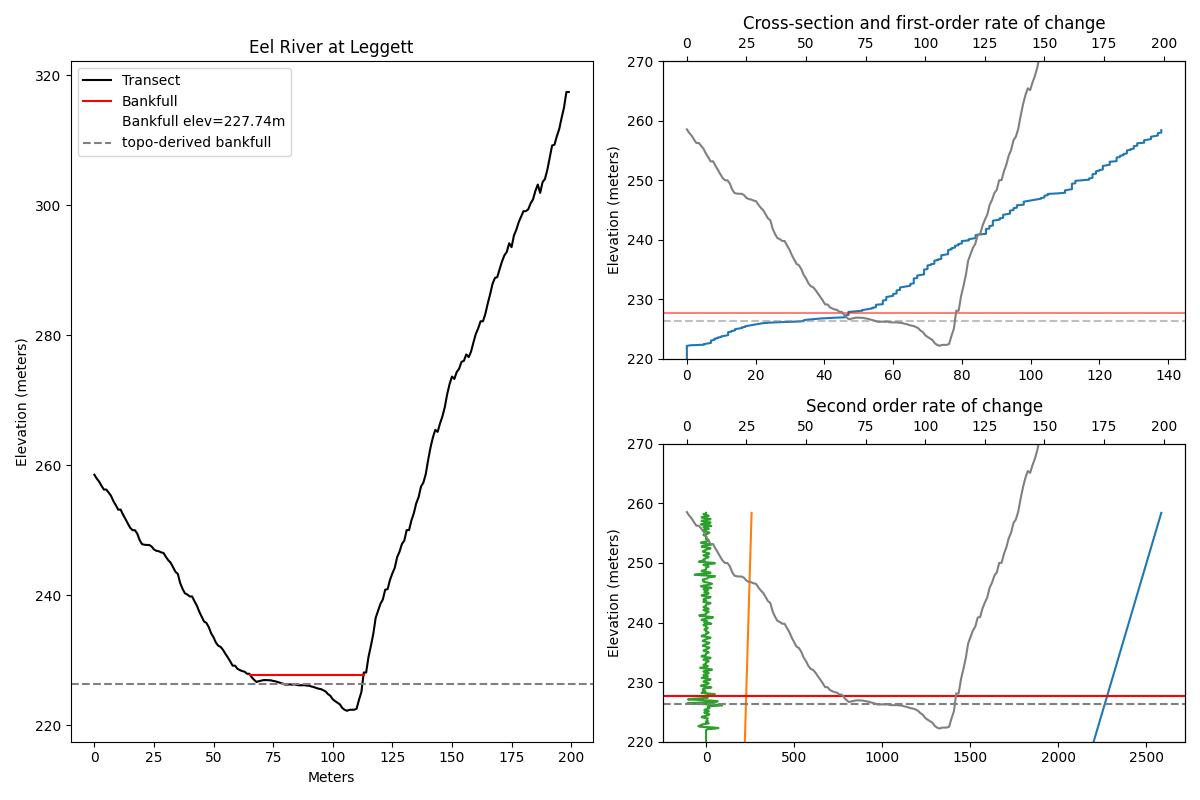 Eel River at Leggett
Transect
Bankfull
Bankfull elev=227.74m
topo-derived bankfull
320
300
280
260
240
220
Elevation (meters)
0 25 50 75 100 125 150 175 200
Meters
Cross-section and first-order rate of change
0 25 50 75 100 125 150 175 200
270
260
250
240
230
220
Elevation (meters)
0 20 40 60 80 100 120 140
Second order rate of change
0 25 50 75 100 125 150 175 200
270
260
250
240
230
220
Elevation (meters)
0 500 1000 1500 2000 2500